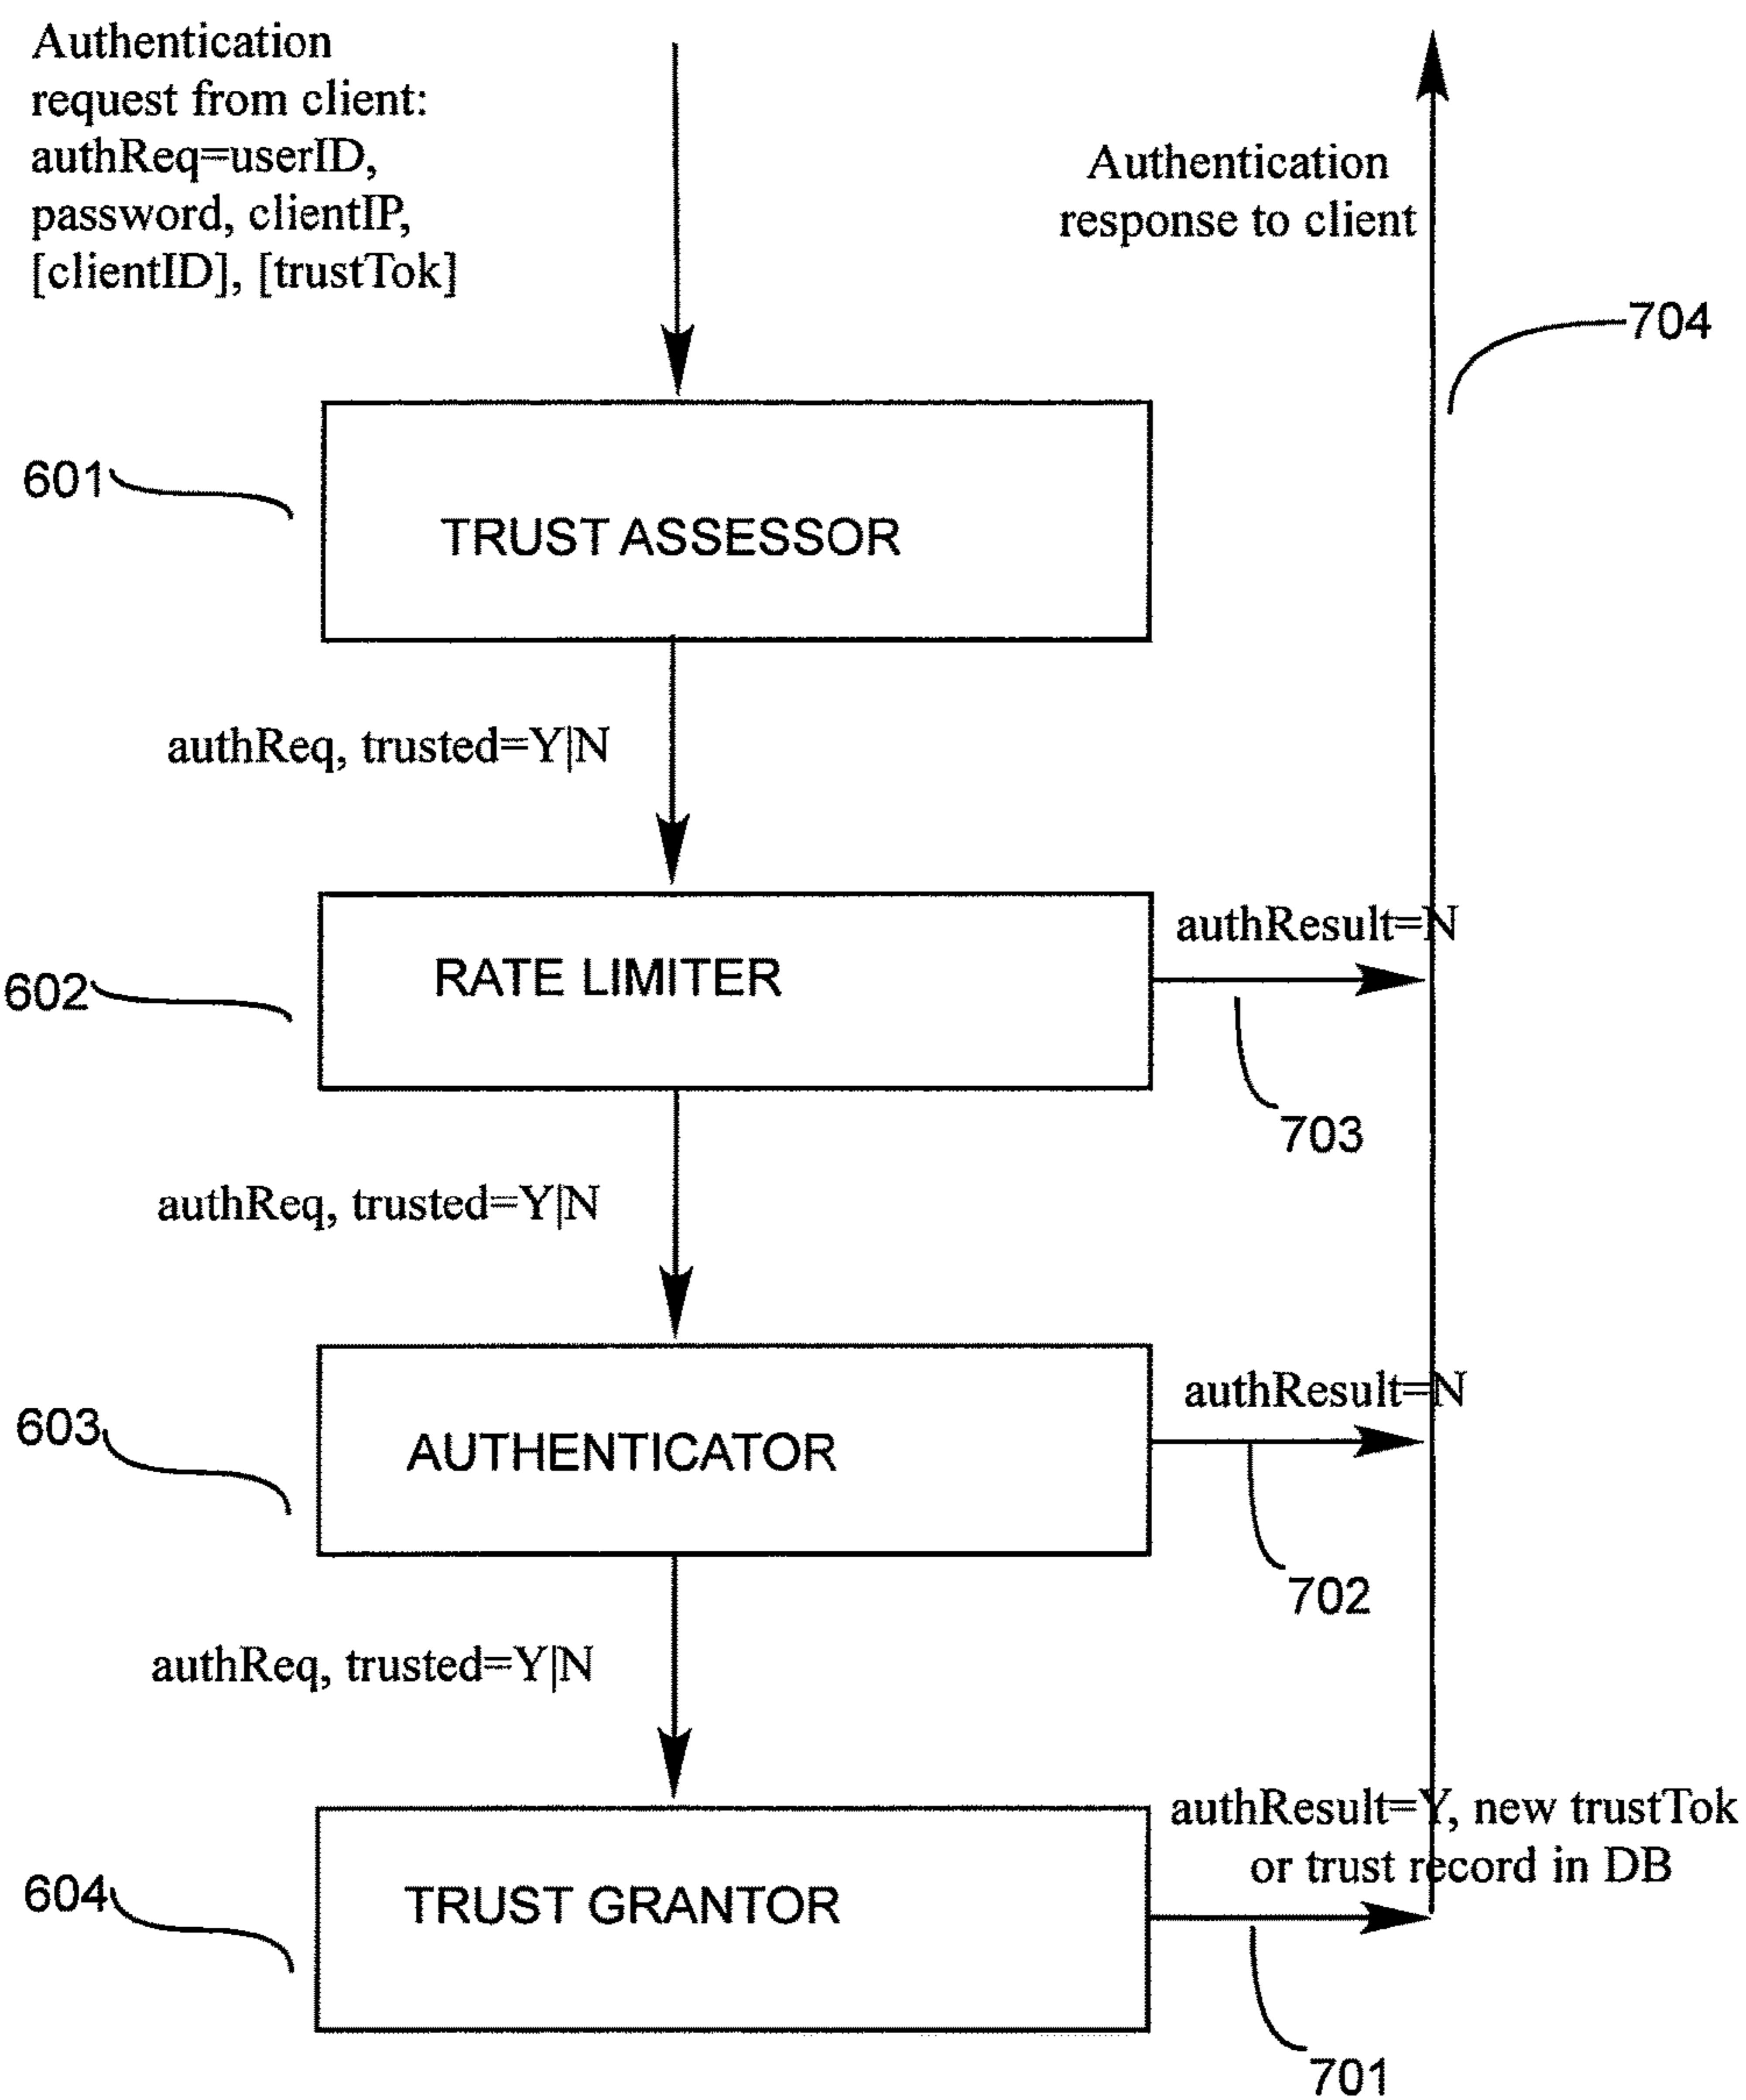 Authentication
request from client:
authReq=userID,
password, clientIP,
[clientID], [trustTok]
Authentication
response to client
704
601
TRUST ASSESSOR
authReq, trusted=Y|N
602
RATE LIMITER
authResult=N
703
authReq, trusted=Y|N
603
AUTHENTICATOR
authResult=N
702
authReq, trusted=Y|N
604
TRUST GRANTOR
authResult=Y, new trustTok
or trust record in DB
701